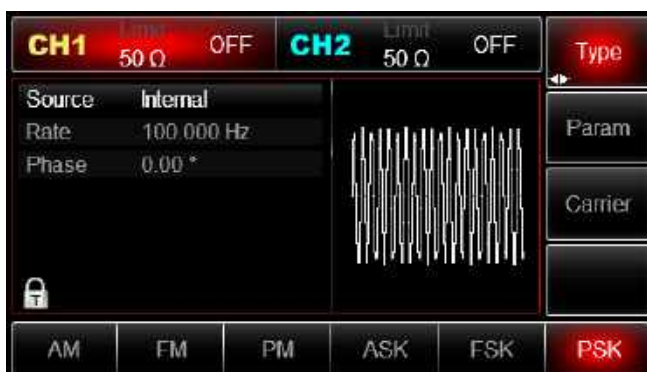 CH1 Limit 50 Ω OFF CH2 Limit 50 Ω OFF Type
Source Internal
Rate 100.000 Hz
Phase 0.00 °
Param
Carrier
T
AM FM PM ASK FSK PSK